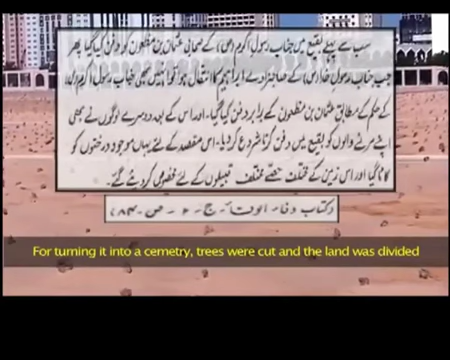 سب سے پہلے بقیع میں جناب رسول اکرم (ص) کے صحابی عثمان بن مظعون کو دفن کیا گیا پھر
جب جناب رسول خدا (ص) کے صاحبزادے ابراہیم کا انتقال ہوا تو انہیں بھی جناب رسول اکرم (ص)
کے حکم کے مطابق عثمان بن مظعون کے برابر دفن کیا گیا۔ اور اس کے بعد دوسرے لوگوں نے بھی
اپنے مرنے والوں کو بقیع میں دفن کرنا شروع کر دیا۔ اس مقصد کے لئے یہاں موجود درختوں کو
کاٹا گیا اور اس زمین کے مختلف حصے مختلف قبیلوں کے لئے مخصوص کر دئے گئے۔
(کتاب وفاء الوفا ج - ص - ۸۴)
For turning it into a cemetry, trees were cut and the land was divided